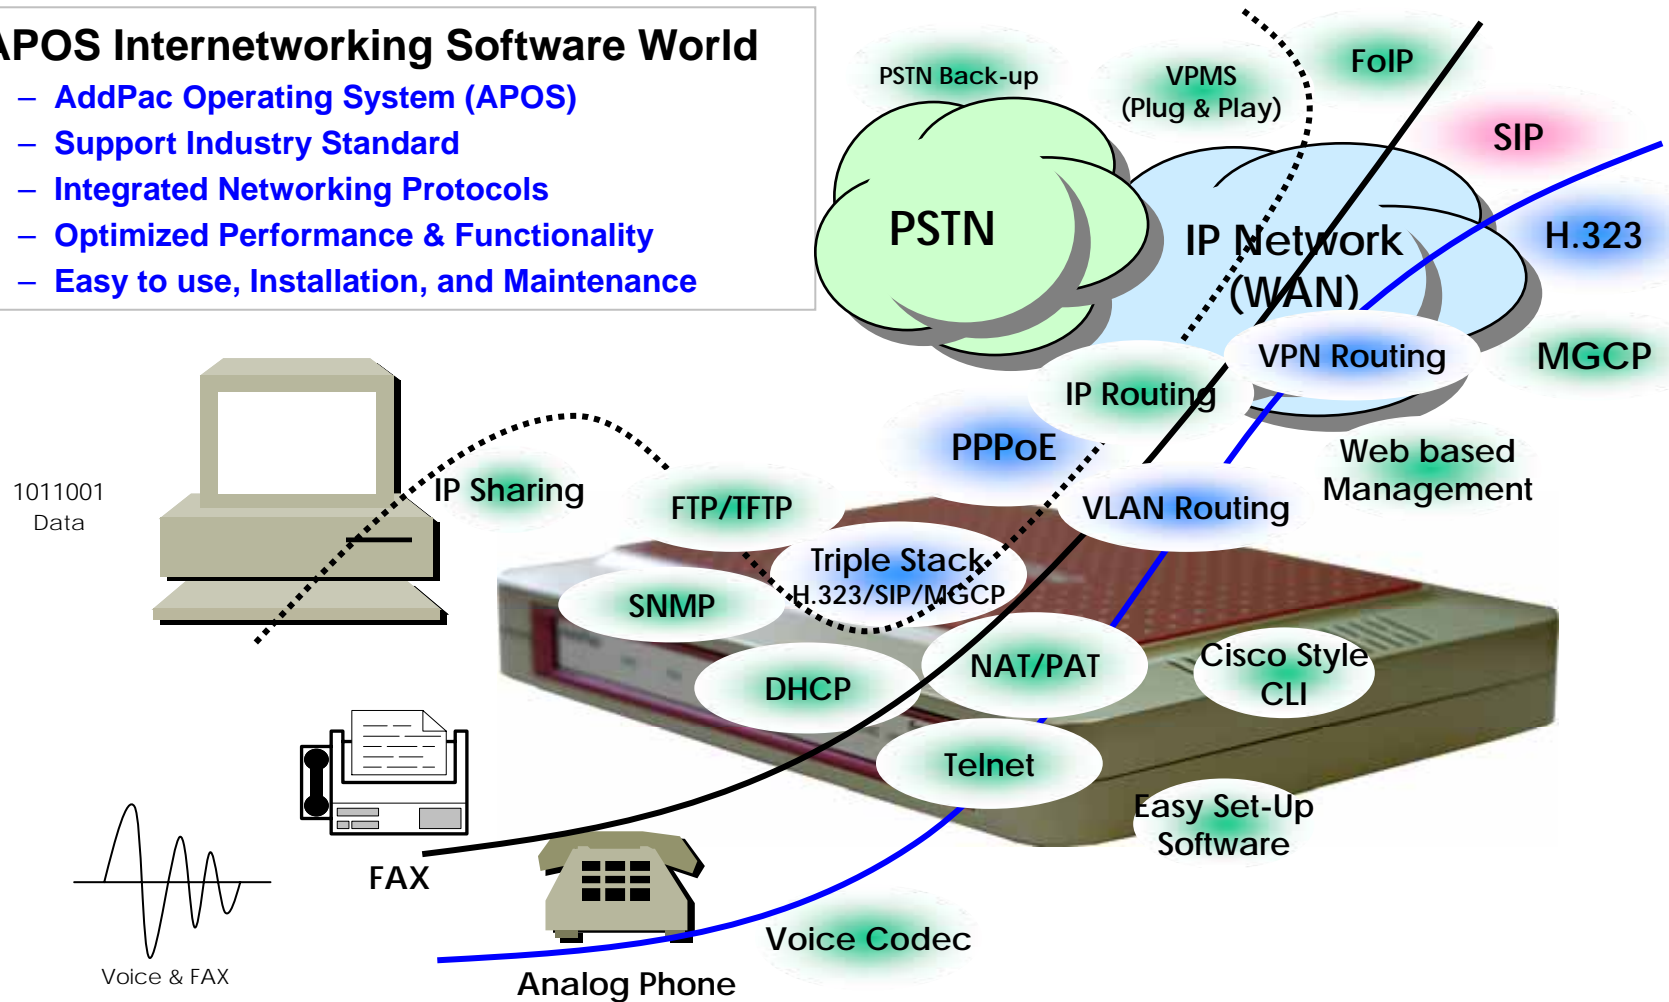 APOS Internetworking Software World
– AddPac Operating System (APOS)
– Support Industry Standard
– Integrated Networking Protocols
– Optimized Performance & Functionality
– Easy to use, Installation, and Maintenance
PSTN Back-up
VPMS
(Plug & Play)
FoIP
SIP
PSTN
IP Network
(WAN)
H.323
VPN Routing
MGCP
IP Routing
PPPoE
Web based
Management
1011001
Data
IP Sharing
FTP/TFTP
VLAN Routing
Triple Stack
H.323/SIP/MGCP
SNMP
NAT/PAT
Cisco Style
CLI
DHCP
Telnet
Easy Set-Up
Software
FAX
Voice Codec
Voice & FAX
Analog Phone